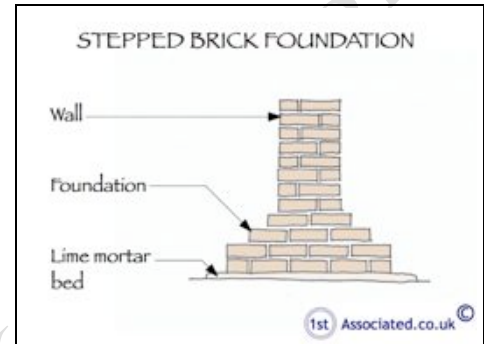 STEPPED BRICK FOUNDATION
Wall
Foundation
Lime mortar
bed
1st Associated.co.uk ©